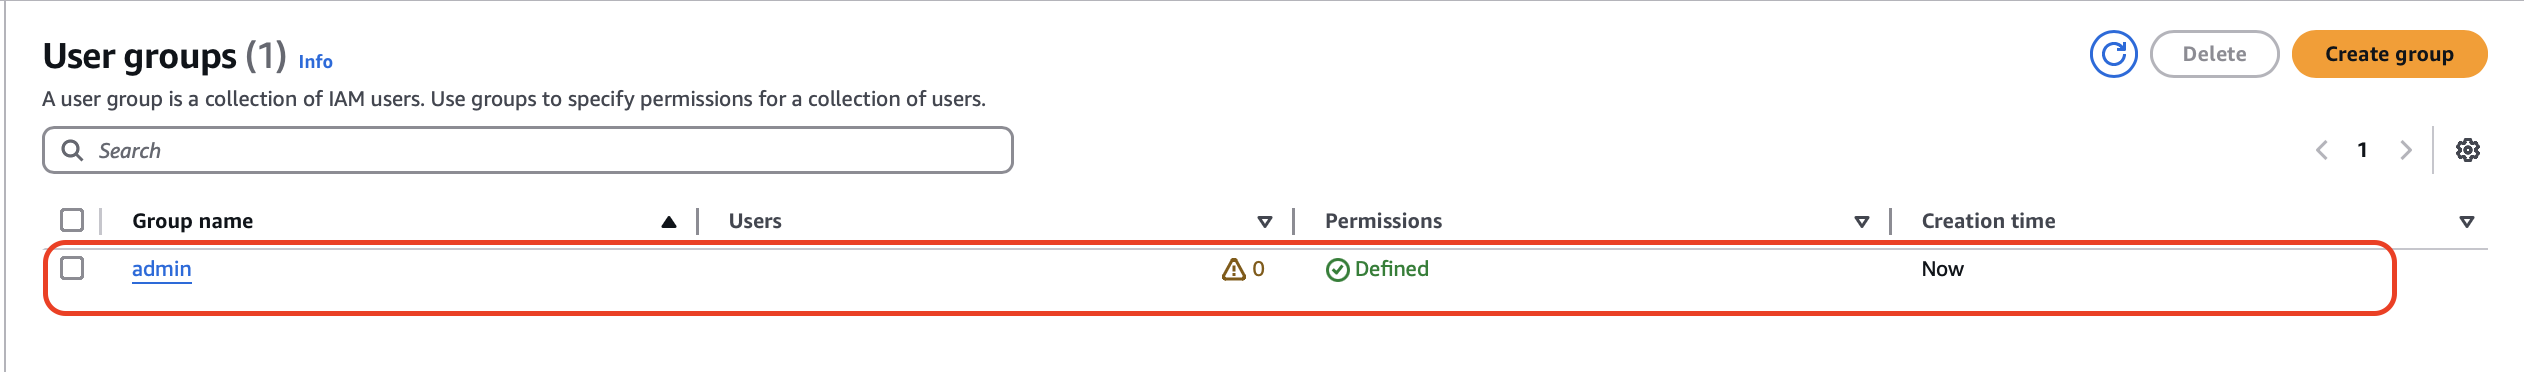 User groups (1) Info
Refresh Delete Create group
A user group is a collection of IAM users. Use groups to specify permissions for a collection of users.
Search
1
Group name Users Permissions Creation time
admin 0 Defined Now